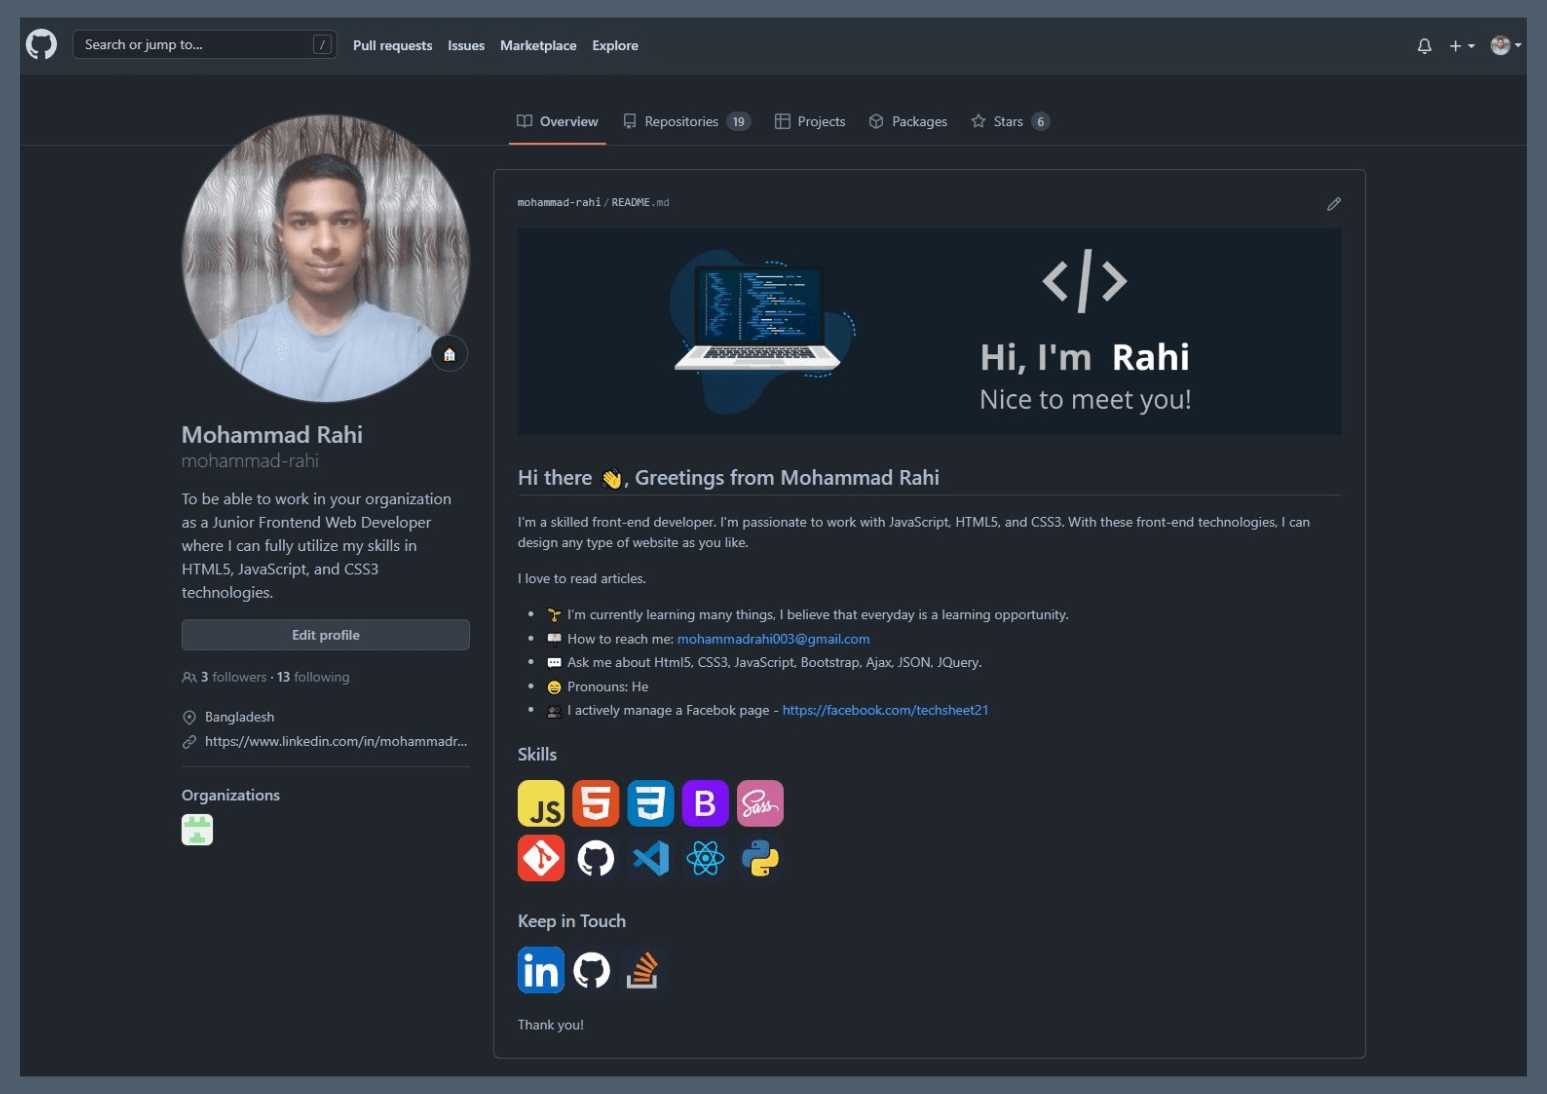 Search or jump to...
/
Pull requests
Issues
Marketplace
Explore
Overview
Repositories 19
Projects
Packages
Stars 6
Mohammad Rahi
mohammad-rahi
To be able to work in your organization
as a Junior Frontend Web Developer
where I can fully utilize my skills in
HTML5, JavaScript, and CSS3
technologies.
Edit profile
3 followers · 13 following
Bangladesh
https://www.linkedin.com/in/mohammadr...
Organizations
mohammad-rahi/README.md
</>
Hi, I'm Rahi
Nice to meet you!
Hi there 👋, Greetings from Mohammad Rahi
I'm a skilled front-end developer. I'm passionate to work with JavaScript, HTML5, and CSS3. With these front-end technologies, I can
design any type of website as you like.
I love to read articles.
I'm currently learning many things, I believe that everyday is a learning opportunity.
How to reach me: mohammadrahi003@gmail.com
Ask me about Html5, CSS3, JavaScript, Bootstrap, Ajax, JSON, JQuery.
Pronouns: He
I actively manage a Facebok page - https://facebook.com/techsheet21
Skills
JS
5
3
B
Sass
Keep in Touch
in
Thank you!